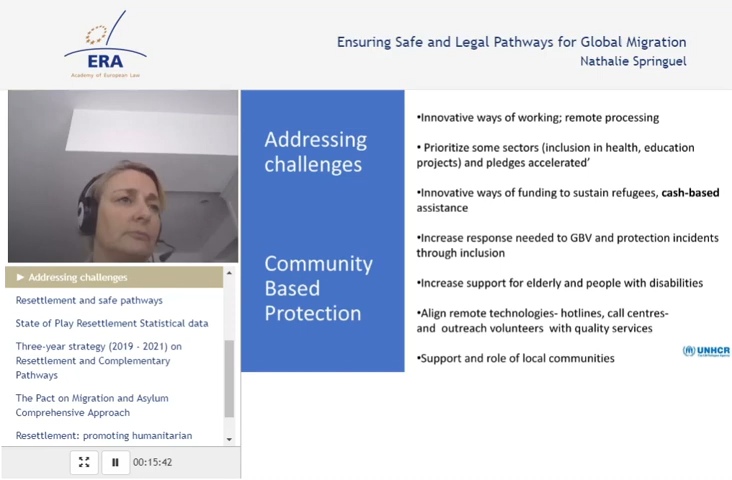 ERA
Academy of European Law
Ensuring Safe and Legal Pathways for Global Migration
Nathalie Springuel
► Addressing challenges
Resettlement and safe pathways
State of Play Resettlement Statistical data
Three-year strategy (2019 - 2021) on
Resettlement and Complementary
Pathways
The Pact on Migration and Asylum
Comprehensive Approach
Resettlement: promoting humanitarian
00:15:42
Addressing
challenges
Community
Based
Protection
•Innovative ways of working; remote processing
• Prioritize some sectors (inclusion in health, education
projects) and pledges accelerated’
•Innovative ways of funding to sustain refugees, cash-based
assistance
•Increase response needed to GBV and protection incidents
through inclusion
•Increase support for elderly and people with disabilities
•Align remote technologies- hotlines, call centres-
and  outreach volunteers  with quality services
•Support and role of local communities
UNHCR